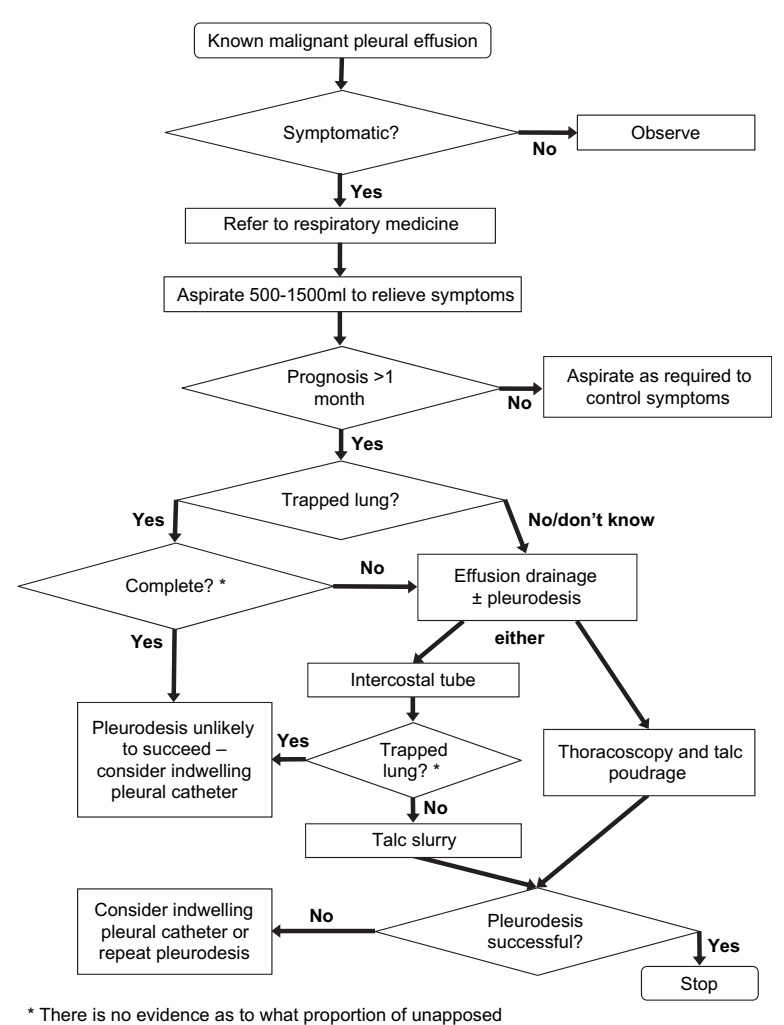 Known malignant pleural effusion
Symptomatic?
No
Observe
Yes
Refer to respiratory medicine
Aspirate 500-1500ml to relieve symptoms
Prognosis >1
month
No
Aspirate as required to
control symptoms
Yes
Trapped lung?
Yes
No/don’t know
Complete? *
No
Effusion drainage
± pleurodesis
Yes
either
Intercostal tube
Pleurodesis unlikely
to succeed –
consider indwelling
pleural catheter
Yes
Trapped
lung? *
Thoracoscopy and talc
poudrage
No
Talc slurry
Consider indwelling
pleural catheter or
repeat pleurodesis
No
Pleurodesis
successful?
Yes
Stop
* There is no evidence as to what proportion of unapposed